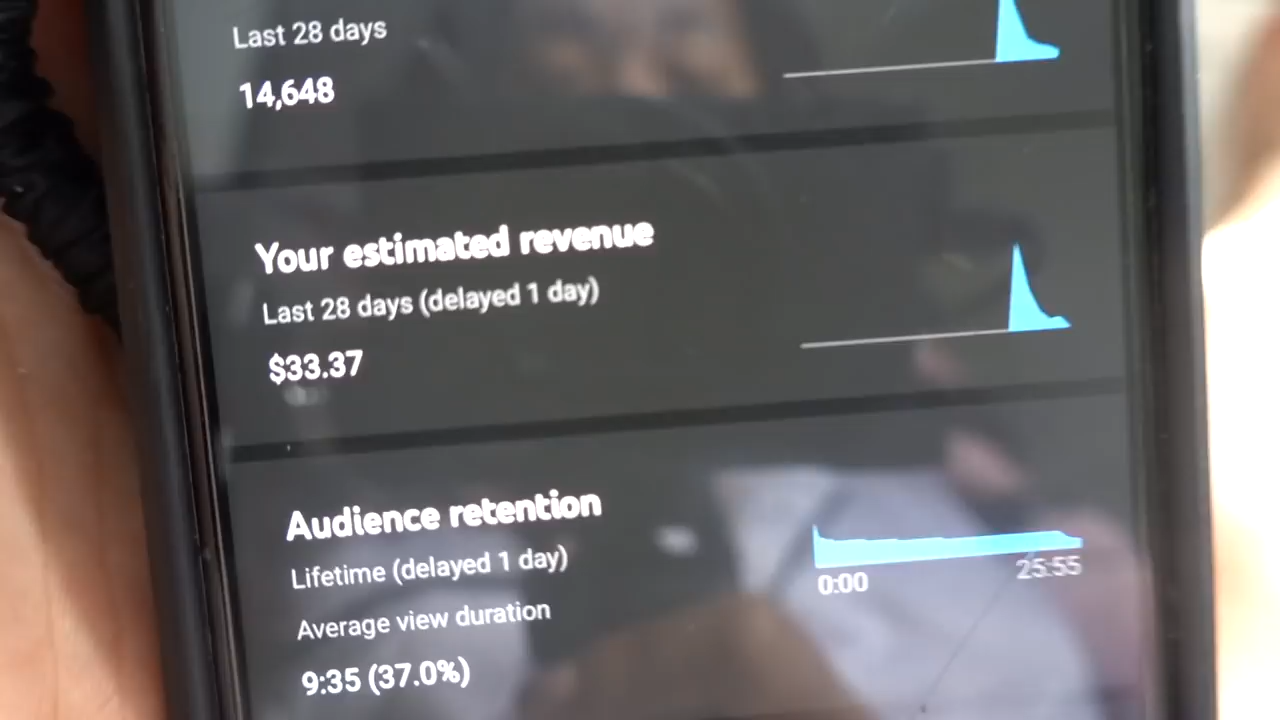 Last 28 days
14,648
Your estimated revenue
Last 28 days (delayed 1 day)
$33.37
Audience retention
Lifetime (delayed 1 day)
0:00 25:55
Average view duration
9:35 (37.0%)